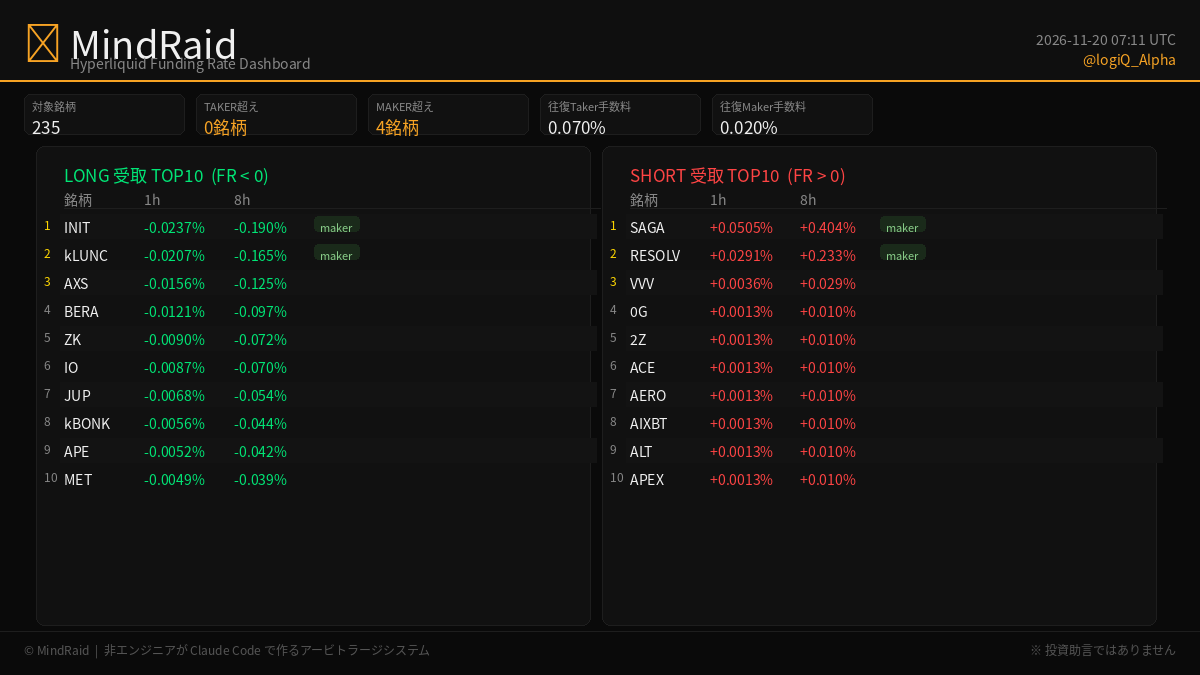 MindRaid
Hyperliquid Funding Rate Dashboard
2026-11-20 07:11 UTC
@logiQ_Alpha
対象銘柄
235
TAKER超え
0銘柄
MAKER超え
4銘柄
往復Taker手数料
0.070%
往復Maker手数料
0.020%
LONG 受取 TOP10 (FR < 0)
銘柄 1h 8h
1 INIT -0.0237% -0.190% maker
2 kLUNC -0.0207% -0.165% maker
3 AXS -0.0156% -0.125%
4 BERA -0.0121% -0.097%
5 ZK -0.0090% -0.072%
6 IO -0.0087% -0.070%
7 JUP -0.0068% -0.054%
8 kBONK -0.0056% -0.044%
9 APE -0.0052% -0.042%
10 MET -0.0049% -0.039%
SHORT 受取 TOP10 (FR > 0)
銘柄 1h 8h
1 SAGA +0.0505% +0.404% maker
2 RESOLV +0.0291% +0.233% maker
3 VVV +0.0036% +0.029%
4 0G +0.0013% +0.010%
5 2Z +0.0013% +0.010%
6 ACE +0.0013% +0.010%
7 AERO +0.0013% +0.010%
8 AIXBT +0.0013% +0.010%
9 ALT +0.0013% +0.010%
10 APEX +0.0013% +0.010%
© MindRaid | 非エンジニアが Claude Code で作るアービトラージシステム
※ 投資助言ではありません